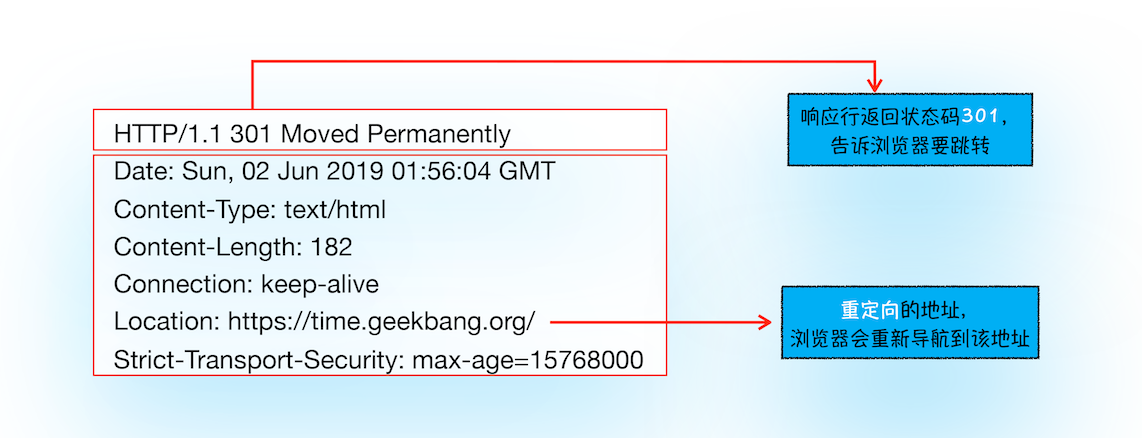 HTTP/1.1 301 Moved Permanently
响应行返回状态码301，
告诉浏览器要跳转
Date: Sun, 02 Jun 2019 01:56:04 GMT
Content-Type: text/html
Content-Length: 182
Connection: keep-alive
Location: https://time.geekbang.org/
Strict-Transport-Security: max-age=15768000
重定向的地址，
浏览器会重新导航到该地址